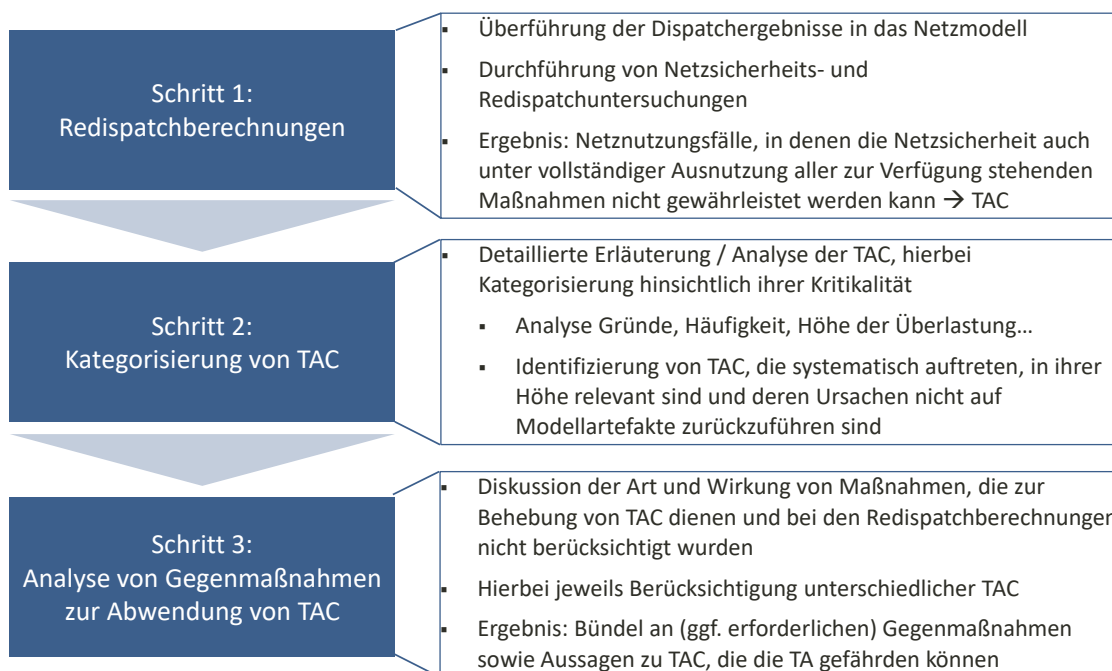 Schritt 1:
Redispatchberechnungen
▪ Überführung der Dispatchergebnisse in das Netzmodell
▪ Durchführung von Netzsicherheits- und
Redispatchuntersuchungen
▪ Ergebnis: Netznutzungsfälle, in denen die Netzsicherheit auch
unter vollständiger Ausnutzung aller zur Verfügung stehenden
Maßnahmen nicht gewährleistet werden kann → TAC
Schritt 2:
Kategorisierung von TAC
▪ Detaillierte Erläuterung / Analyse der TAC, hierbei
Kategorisierung hinsichtlich ihrer Kritikalität
▪ Analyse Gründe, Häufigkeit, Höhe der Überlastung...
▪ Identifizierung von TAC, die systematisch auftreten, in ihrer
Höhe relevant sind und deren Ursachen nicht auf
Modellartefakte zurückzuführen sind
Schritt 3:
Analyse von Gegenmaßnahmen
zur Abwendung von TAC
▪ Diskussion der Art und Wirkung von Maßnahmen, die zur
Behebung von TAC dienen und bei den Redispatchberechnungen
nicht berücksichtigt wurden
▪ Hierbei jeweils Berücksichtigung unterschiedlicher TAC
▪ Ergebnis: Bündel an (ggf. erforderlichen) Gegenmaßnahmen
sowie Aussagen zu TAC, die die TA gefährden können